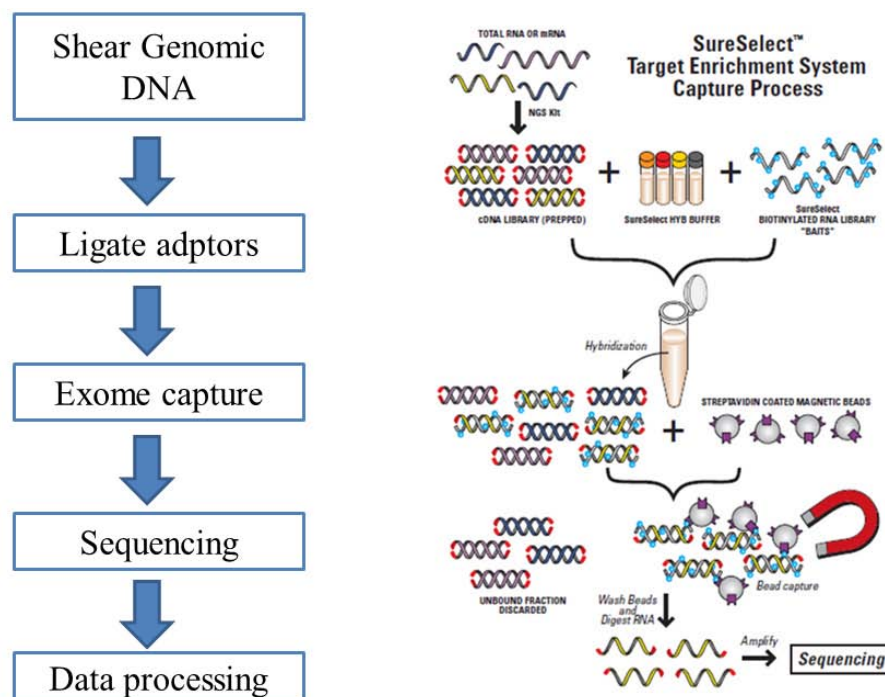 Shear Genomic
DNA
Ligate adptors
Exome capture
Sequencing
Data processing
SureSelect™
Target Enrichment System
Capture Process
TOTAL RNA OR mRNA
NGS Kit
cDNA LIBRARY (PREPPED)
SureSelect HYB BUFFER
SureSelect
BIOTINYLATED RNA LIBRARY
"BAITS"
Hybridization
STREPTAVIDIN COATED MAGNETIC BEADS
UNBOUND FRACTION
DISCARDED
Wash Beads
and
Digest RNA
Bead capture
Amplify
Sequencing